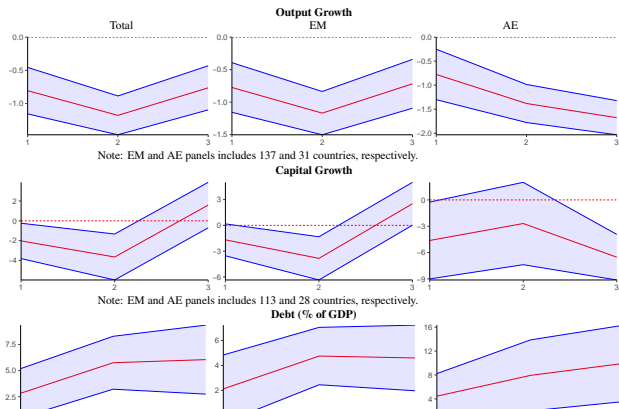 Output Growth
Total EM AE
0.0 0.0 0.0
−0.5 −0.5 −0.5
−1.0 −1.0 −1.0
−1.5 −1.5
−2.0
1 2 3 1 2 3 1 2 3
Note: EM and AE panels includes 137 and 31 countries, respectively.
Capital Growth
2 3
0 0 0
−2 −3 −3
−4 −6 −6
−9
1 2 3 1 2 3 1 2 3
Note: EM and AE panels includes 113 and 28 countries, respectively.
Debt (% of GDP)
7.5 6 16
5.0 4 12
2.5 2 8
4